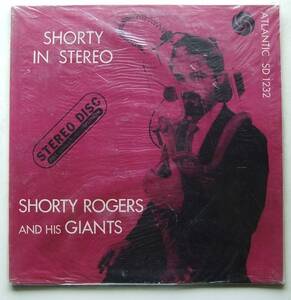 SHORTY
IN STEREO
ATLANTIC SD 1232
STEREO DISC
SHORTY ROGERS
AND HIS GIANTS